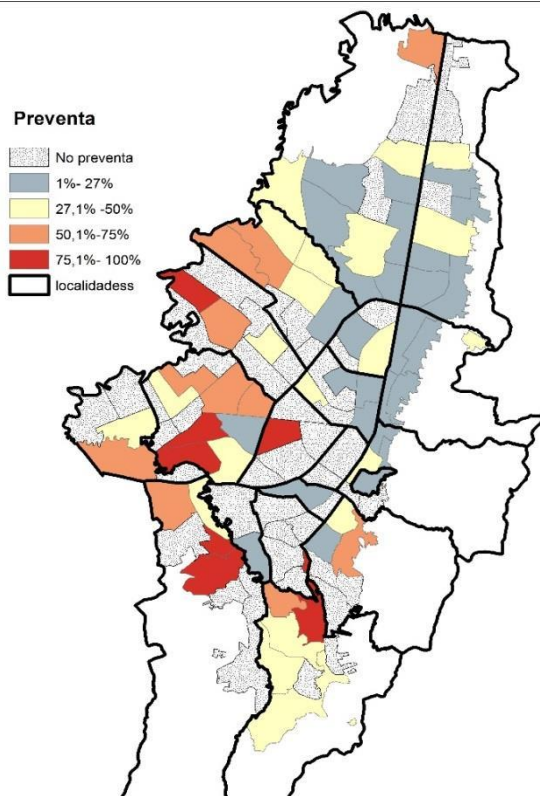 Preventa
No preventa
1%- 27%
27,1% -50%
50,1%-75%
75,1%- 100%
localidadess